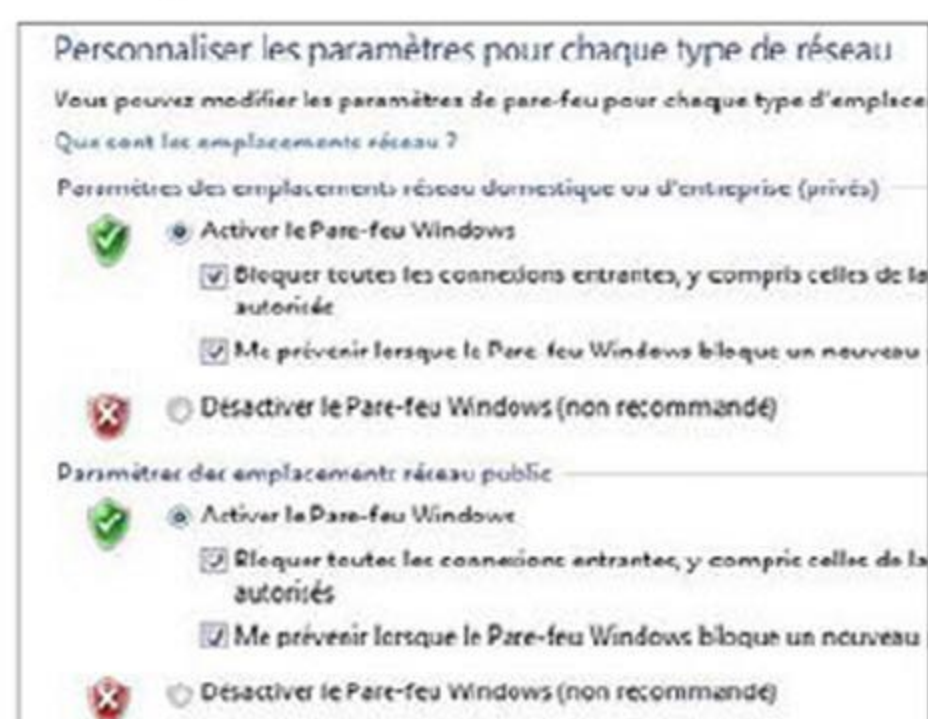 Personnaliser les paramètres pour chaque type de réseau
Vous pouvez modifier les paramètres de pare-feu pour chaque type d'emplace
Que sont les emplacements réseau ?
Paramètres des emplacements réseau domestique ou d'entreprise (privés)
Activer le Pare-feu Windows
Bloquer toutes les connexions entrantes, y compris celles de la
autorisés
Me prévenir lorsque le Pare-feu Windows bloque un nouveau
Désactiver le Pare-feu Windows (non recommandé)
Paramètres des emplacements réseau public
Activer le Pare-feu Windows
Bloquer toutes les connexions entrantes, y compris celles de la
autorisés
Me prévenir lorsque le Pare-feu Windows bloque un nouveau
Désactiver le Pare-feu Windows (non recommandé)